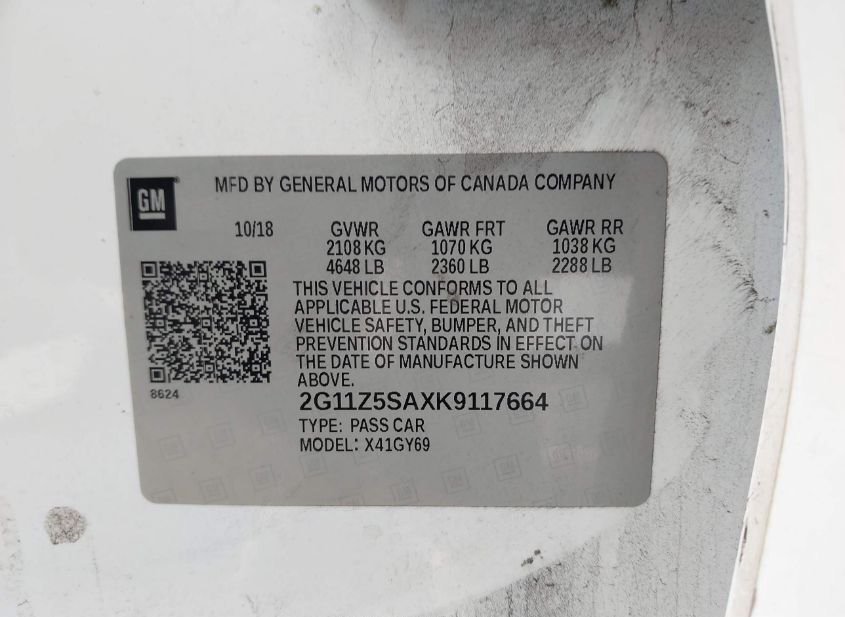 MFD BY GENERAL MOTORS OF CANADA COMPANY
GM
10/18 GVWR GAWR FRT GAWR RR
2108 KG 1070 KG 1038 KG
4648 LB 2360 LB 2288 LB
THIS VEHICLE CONFORMS TO ALL
APPLICABLE U.S. FEDERAL MOTOR
VEHICLE SAFETY, BUMPER, AND THEFT
PREVENTION STANDARDS IN EFFECT ON
THE DATE OF MANUFACTURE SHOWN
ABOVE.
8624
2G11Z5SAXK9117664
TYPE: PASS CAR
MODEL: X41GY69